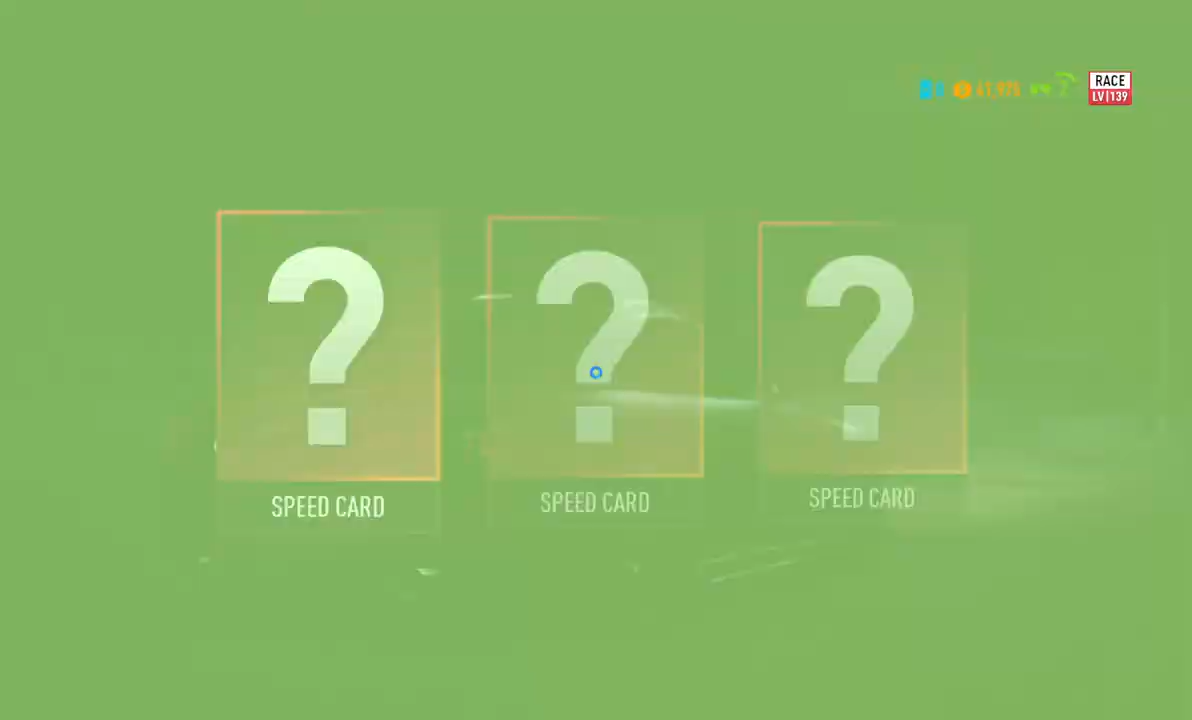 RACE
LV|139
? ? ?
SPEED CARD SPEED CARD SPEED CARD